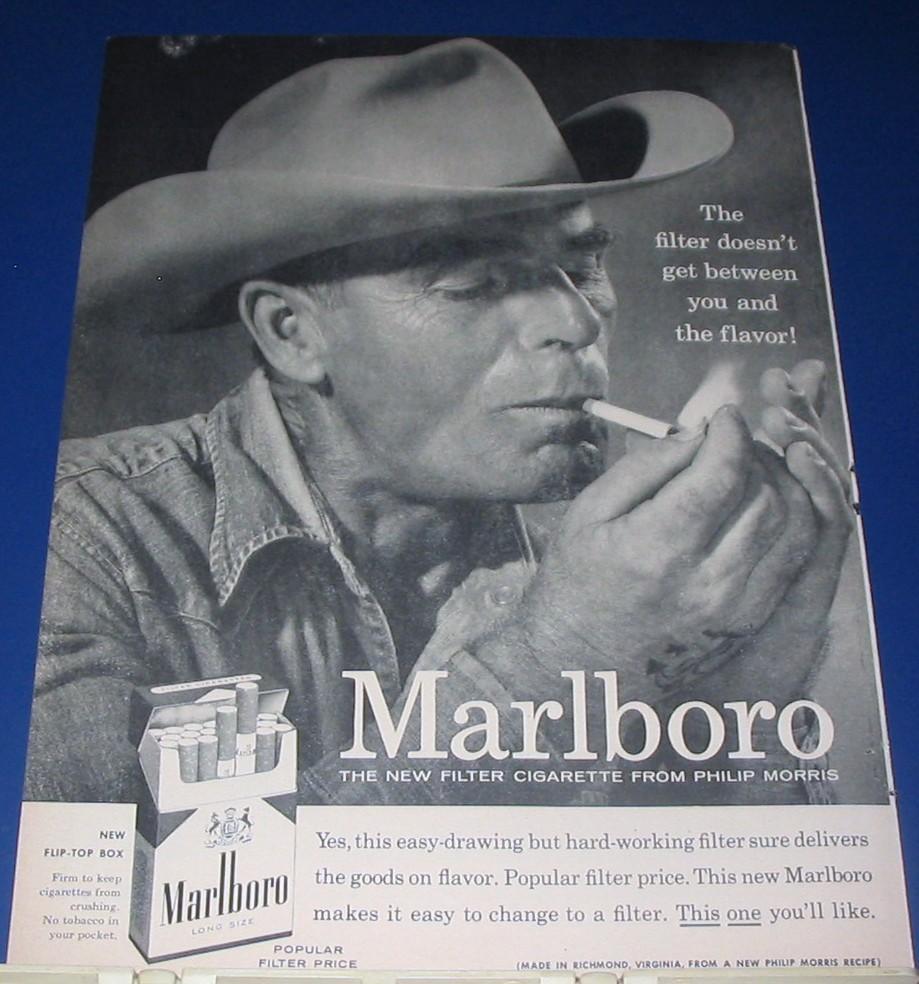 The
filter doesn't
get between
you and
the flavor!
Marlboro
THE NEW FILTER CIGARETTE FROM PHILIP MORRIS
NEW
FLIP-TOP BOX
Firm to keep
cigarettes from
crushing.
No tobacco in
your pocket.
Marlboro
LONG SIZE
POPULAR
FILTER PRICE
Yes, this easy-drawing but hard-working filter sure delivers
the goods on flavor. Popular filter price. This new Marlboro
makes it easy to change to a filter. This one you'll like.
(MADE IN RICHMOND, VIRGINIA, FROM A NEW PHILIP MORRIS RECIPE)